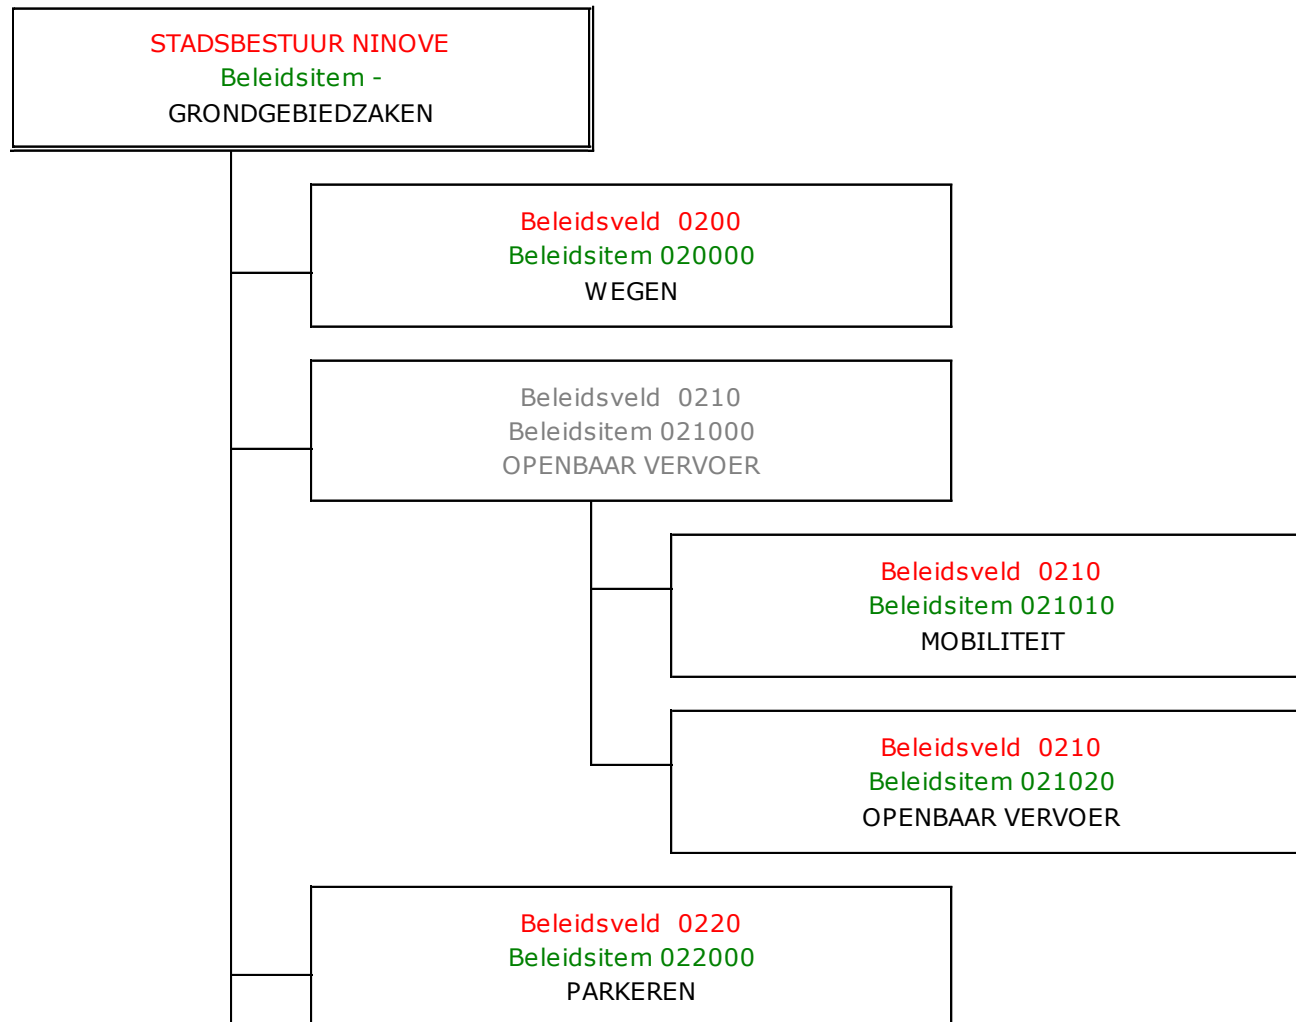 STADSBESTUUR NINOVE
Beleidsitem -
GRONDGEBIEDZAKEN
Beleidsveld 0200
Beleidsitem 020000
WEGEN
Beleidsveld 0210
Beleidsitem 021000
OPENBAAR VERVOER
Beleidsveld 0210
Beleidsitem 021010
MOBILITEIT
Beleidsveld 0210
Beleidsitem 021020
OPENBAAR VERVOER
Beleidsveld 0220
Beleidsitem 022000
PARKEREN